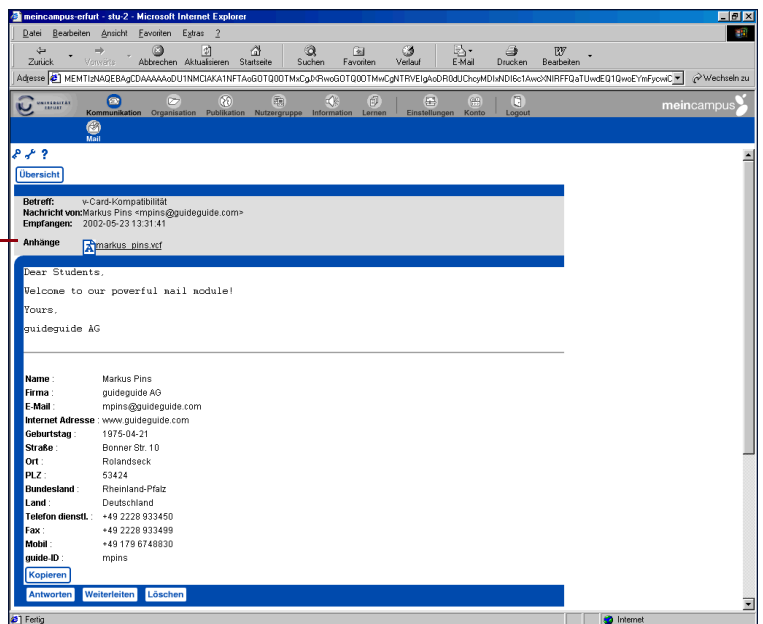 meincampus-erfurt - stu-2 - Microsoft Internet Explorer
Datei Bearbeiten Ansicht Favoriten Extras ?
Zurück Vorwärts Abbrechen Aktualisieren Startseite Suchen Favoriten Verlauf E-Mail Drucken Bearbeiten
Adresse Wechseln zu
UNIVERSITÄT ERFURT Kommunikation Organisation Publikation Nutzergruppe Information Lernen Einstellungen Konto Logout meincampus
Mail
?
Übersicht
Betreff: v-Card-Kompatibilität
Nachricht von: Markus Pins <mpins@guideguide.com>
Empfangen: 2002-05-23 13:31:41
Anhänge markus_pins.vcf
Dear Students,
Welcome to our poverful mail module!
Yours,
guideguide AG
Name : Markus Pins
Firma : guideguide AG
E-Mail : mpins@guideguide.com
Internet Adresse : www.guideguide.com
Geburtstag : 1975-04-21
Straße : Bonner Str. 10
Ort : Rolandseck
PLZ : 53424
Bundesland : Rheinland-Pfalz
Land : Deutschland
Telefon dienstl. : +49 2228 933450
Fax : +49 2228 933499
Mobil : +49 179 6748830
guide-ID : mpins
Kopieren
Antworten Weiterleiten Löschen
Fertig Internet